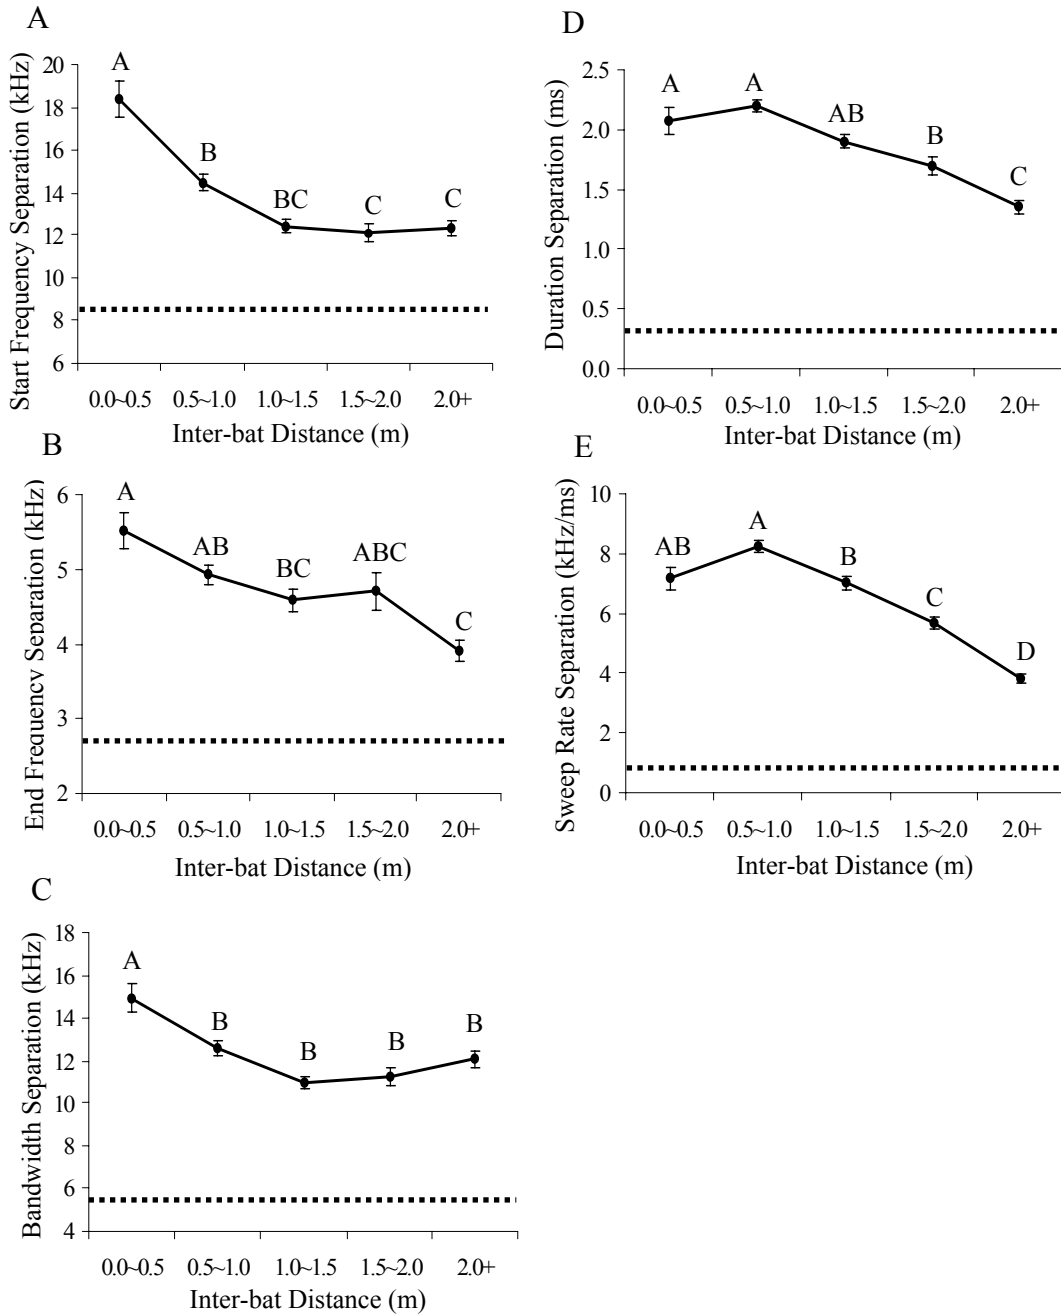 A
Start Frequency Separation (kHz)
20
18
16
14
12
10
8
6
A
B
BC
C
C
0.0~0.5 0.5~1.0 1.0~1.5 1.5~2.0 2.0+
Inter-bat Distance (m)
B
End Frequency Separation (kHz)
6
5
4
3
2
A
AB
BC
ABC
C
0.0~0.5 0.5~1.0 1.0~1.5 1.5~2.0 2.0+
Inter-bat Distance (m)
C
Bandwidth Separation (kHz)
18
16
14
12
10
8
6
4
A
B
B
B
B
0.0~0.5 0.5~1.0 1.0~1.5 1.5~2.0 2.0+
Inter-bat Distance (m)
D
Duration Separation (ms)
2.5
2.0
1.5
1.0
0.5
0.0
A
A
AB
B
C
0.0~0.5 0.5~1.0 1.0~1.5 1.5~2.0 2.0+
Inter-bat Distance (m)
E
Sweep Rate Separation (kHz/ms)
10
8
6
4
2
0
AB
A
B
C
D
0.0~0.5 0.5~1.0 1.0~1.5 1.5~2.0 2.0+
Inter-bat Distance (m)